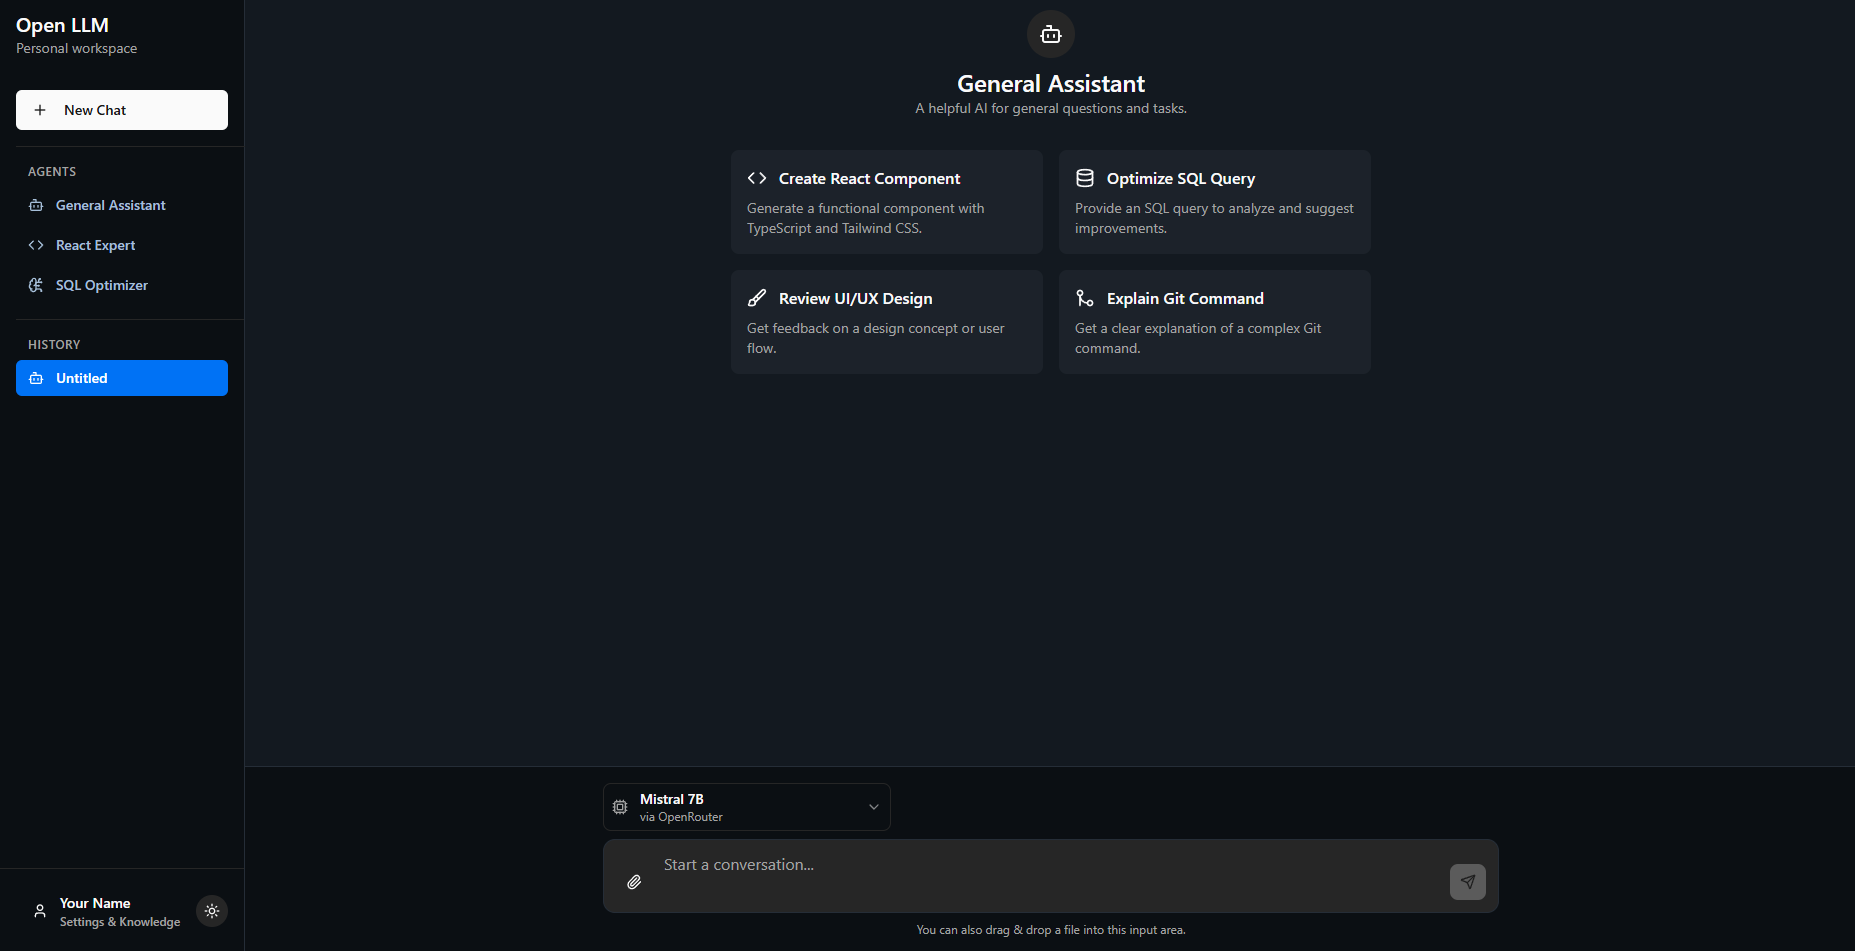 Open LLM
Personal workspace
New Chat
AGENTS
General Assistant
React Expert
SQL Optimizer
HISTORY
Untitled
Your Name
Settings & Knowledge
General Assistant
A helpful AI for general questions and tasks.
Create React Component
Generate a functional component with
TypeScript and Tailwind CSS.
Optimize SQL Query
Provide an SQL query to analyze and suggest
improvements.
Review UI/UX Design
Get feedback on a design concept or user
flow.
Explain Git Command
Get a clear explanation of a complex Git
command.
Mistral 7B
via OpenRouter
Start a conversation...
You can also drag & drop a file into this input area.